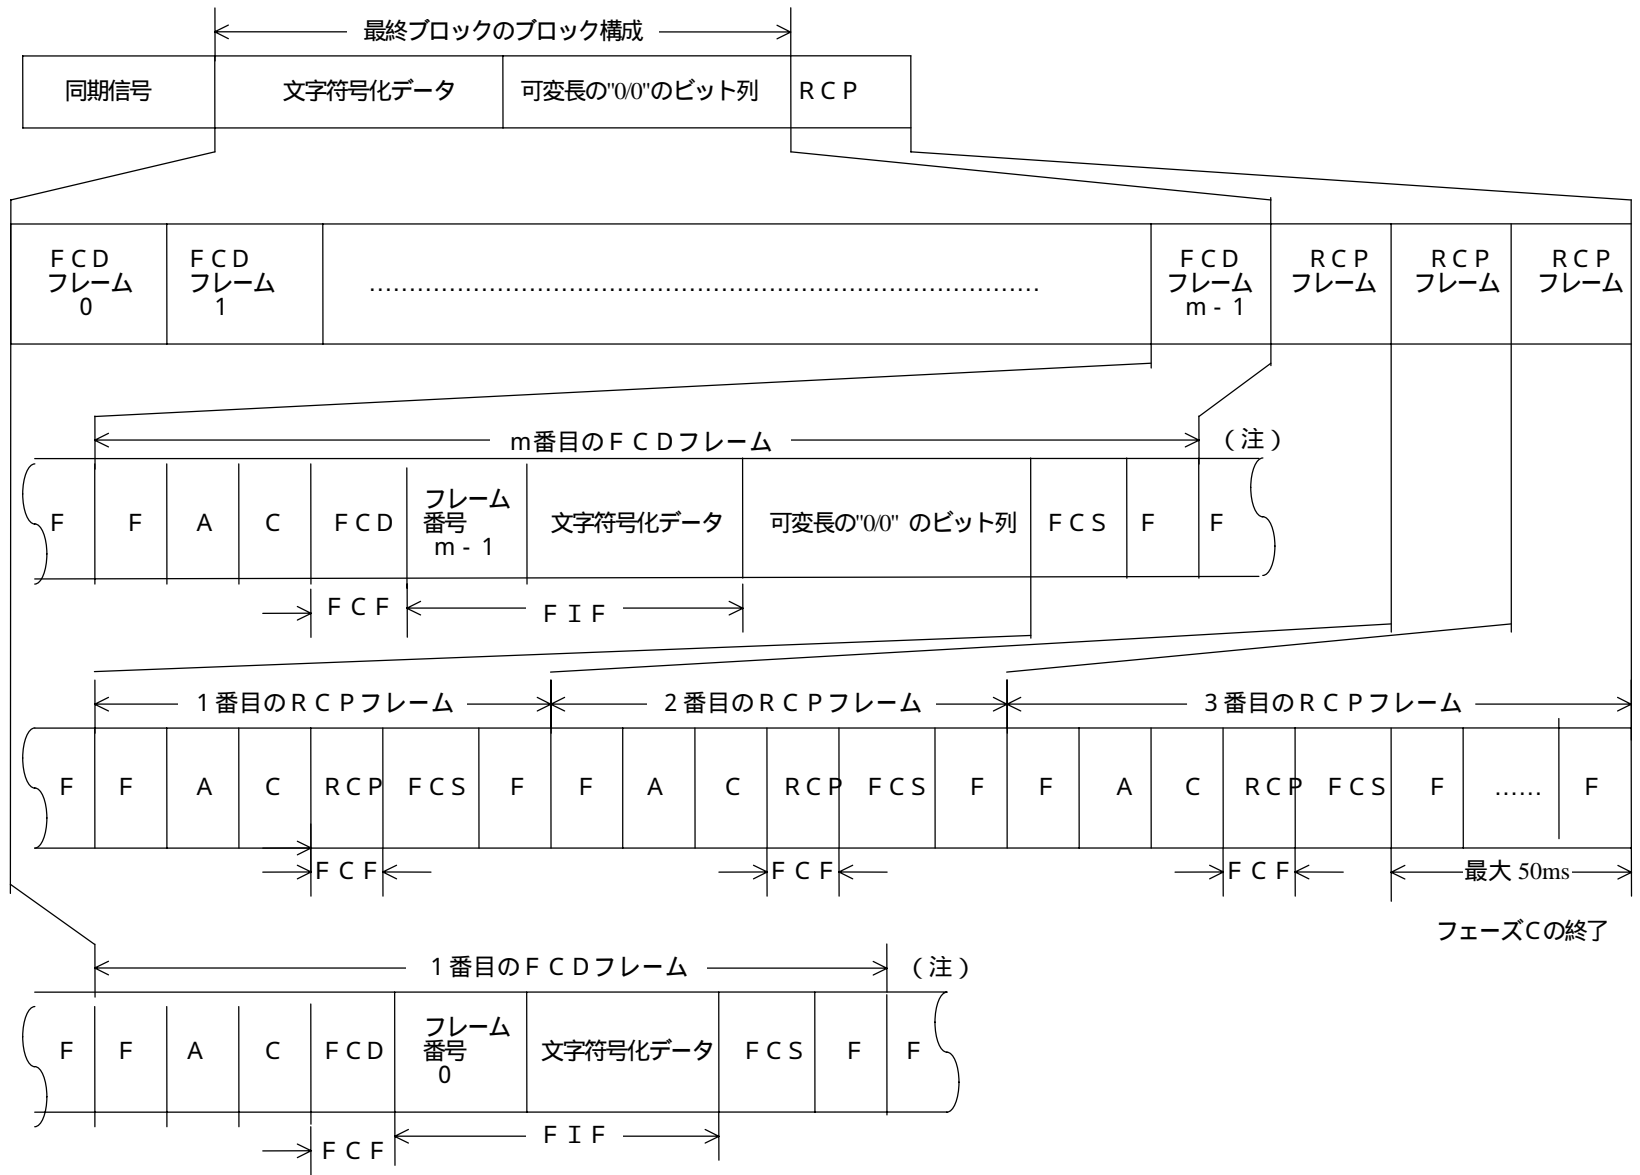 最終ブロックのブロック構成
同期信号 文字符号化データ 可変長の"0/0"のビット列 ＲＣＰ
ＦＣＤ ＦＣＤ ＦＣＤ ＲＣＰ ＲＣＰ ＲＣＰ
フレーム フレーム ………………………………………………………………………… フレーム フレーム フレーム フレーム
0 1 m - 1
m番目のＦＣＤフレーム （注）
Ｆ Ｆ Ａ Ｃ ＦＣＤ フレーム番号 m - 1 文字符号化データ 可変長の"0/0" のビット列 ＦＣＳ Ｆ Ｆ
ＦＣＦ ＦＩＦ
1番目のＲＣＰフレーム 2番目のＲＣＰフレーム 3番目のＲＣＰフレーム
Ｆ Ｆ Ａ Ｃ ＲＣＰ ＦＣＳ Ｆ Ｆ Ａ Ｃ ＲＣＰ ＦＣＳ Ｆ Ｆ Ａ Ｃ ＲＣＰ ＦＣＳ Ｆ …… Ｆ
ＦＣＦ ＦＣＦ ＦＣＦ 最大 50ms
フェーズCの終了
1番目のＦＣＤフレーム （注）
Ｆ Ｆ Ａ Ｃ ＦＣＤ フレーム番号 0 文字符号化データ ＦＣＳ Ｆ Ｆ
ＦＣＦ ＦＩＦ